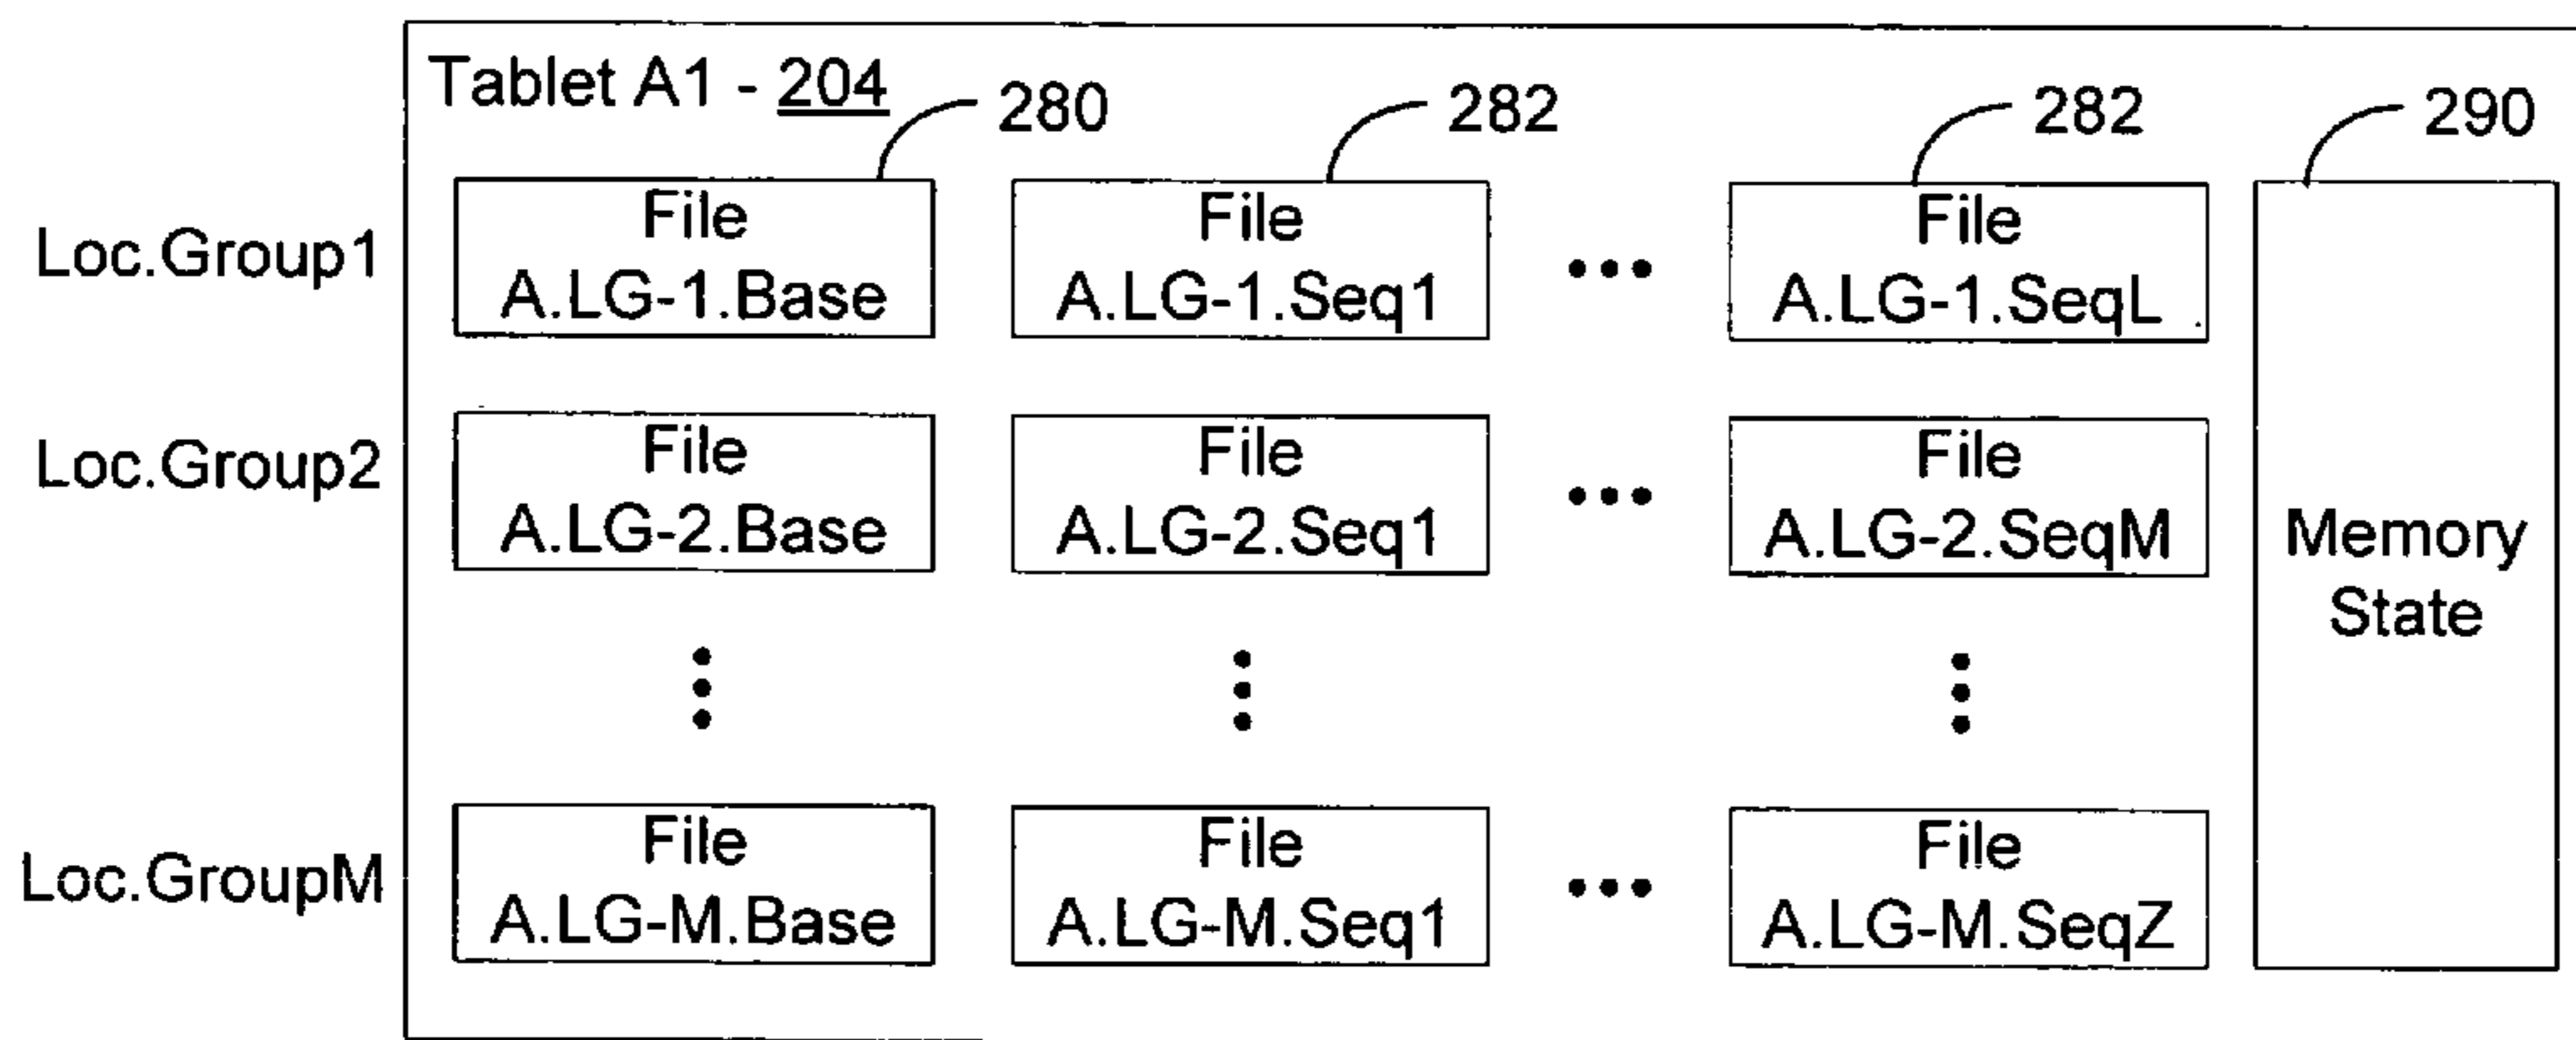 Tablet A1 - 204
280
282
282
290
Loc.Group1
File
A.LG-1.Base
File
A.LG-1.Seq1
File
A.LG-1.SeqL
Loc.Group2
File
A.LG-2.Base
File
A.LG-2.Seq1
File
A.LG-2.SeqM
Memory
State
Loc.GroupM
File
A.LG-M.Base
File
A.LG-M.Seq1
File
A.LG-M.SeqZ